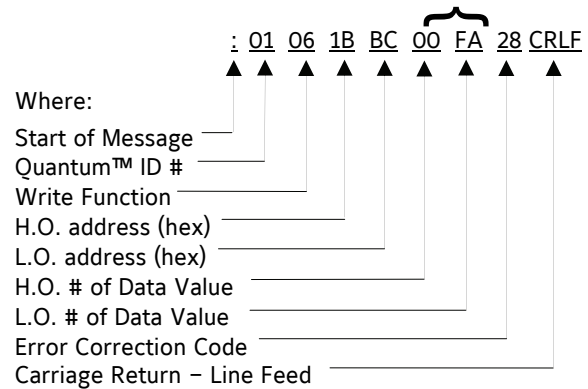 : 01 06 1B BC 00 FA 28 CRLF
Where:
Start of Message
Quantum™ ID #
Write Function
H.O. address (hex)
L.O. address (hex)
H.O. # of Data Value
L.O. # of Data Value
Error Correction Code
Carriage Return – Line Feed